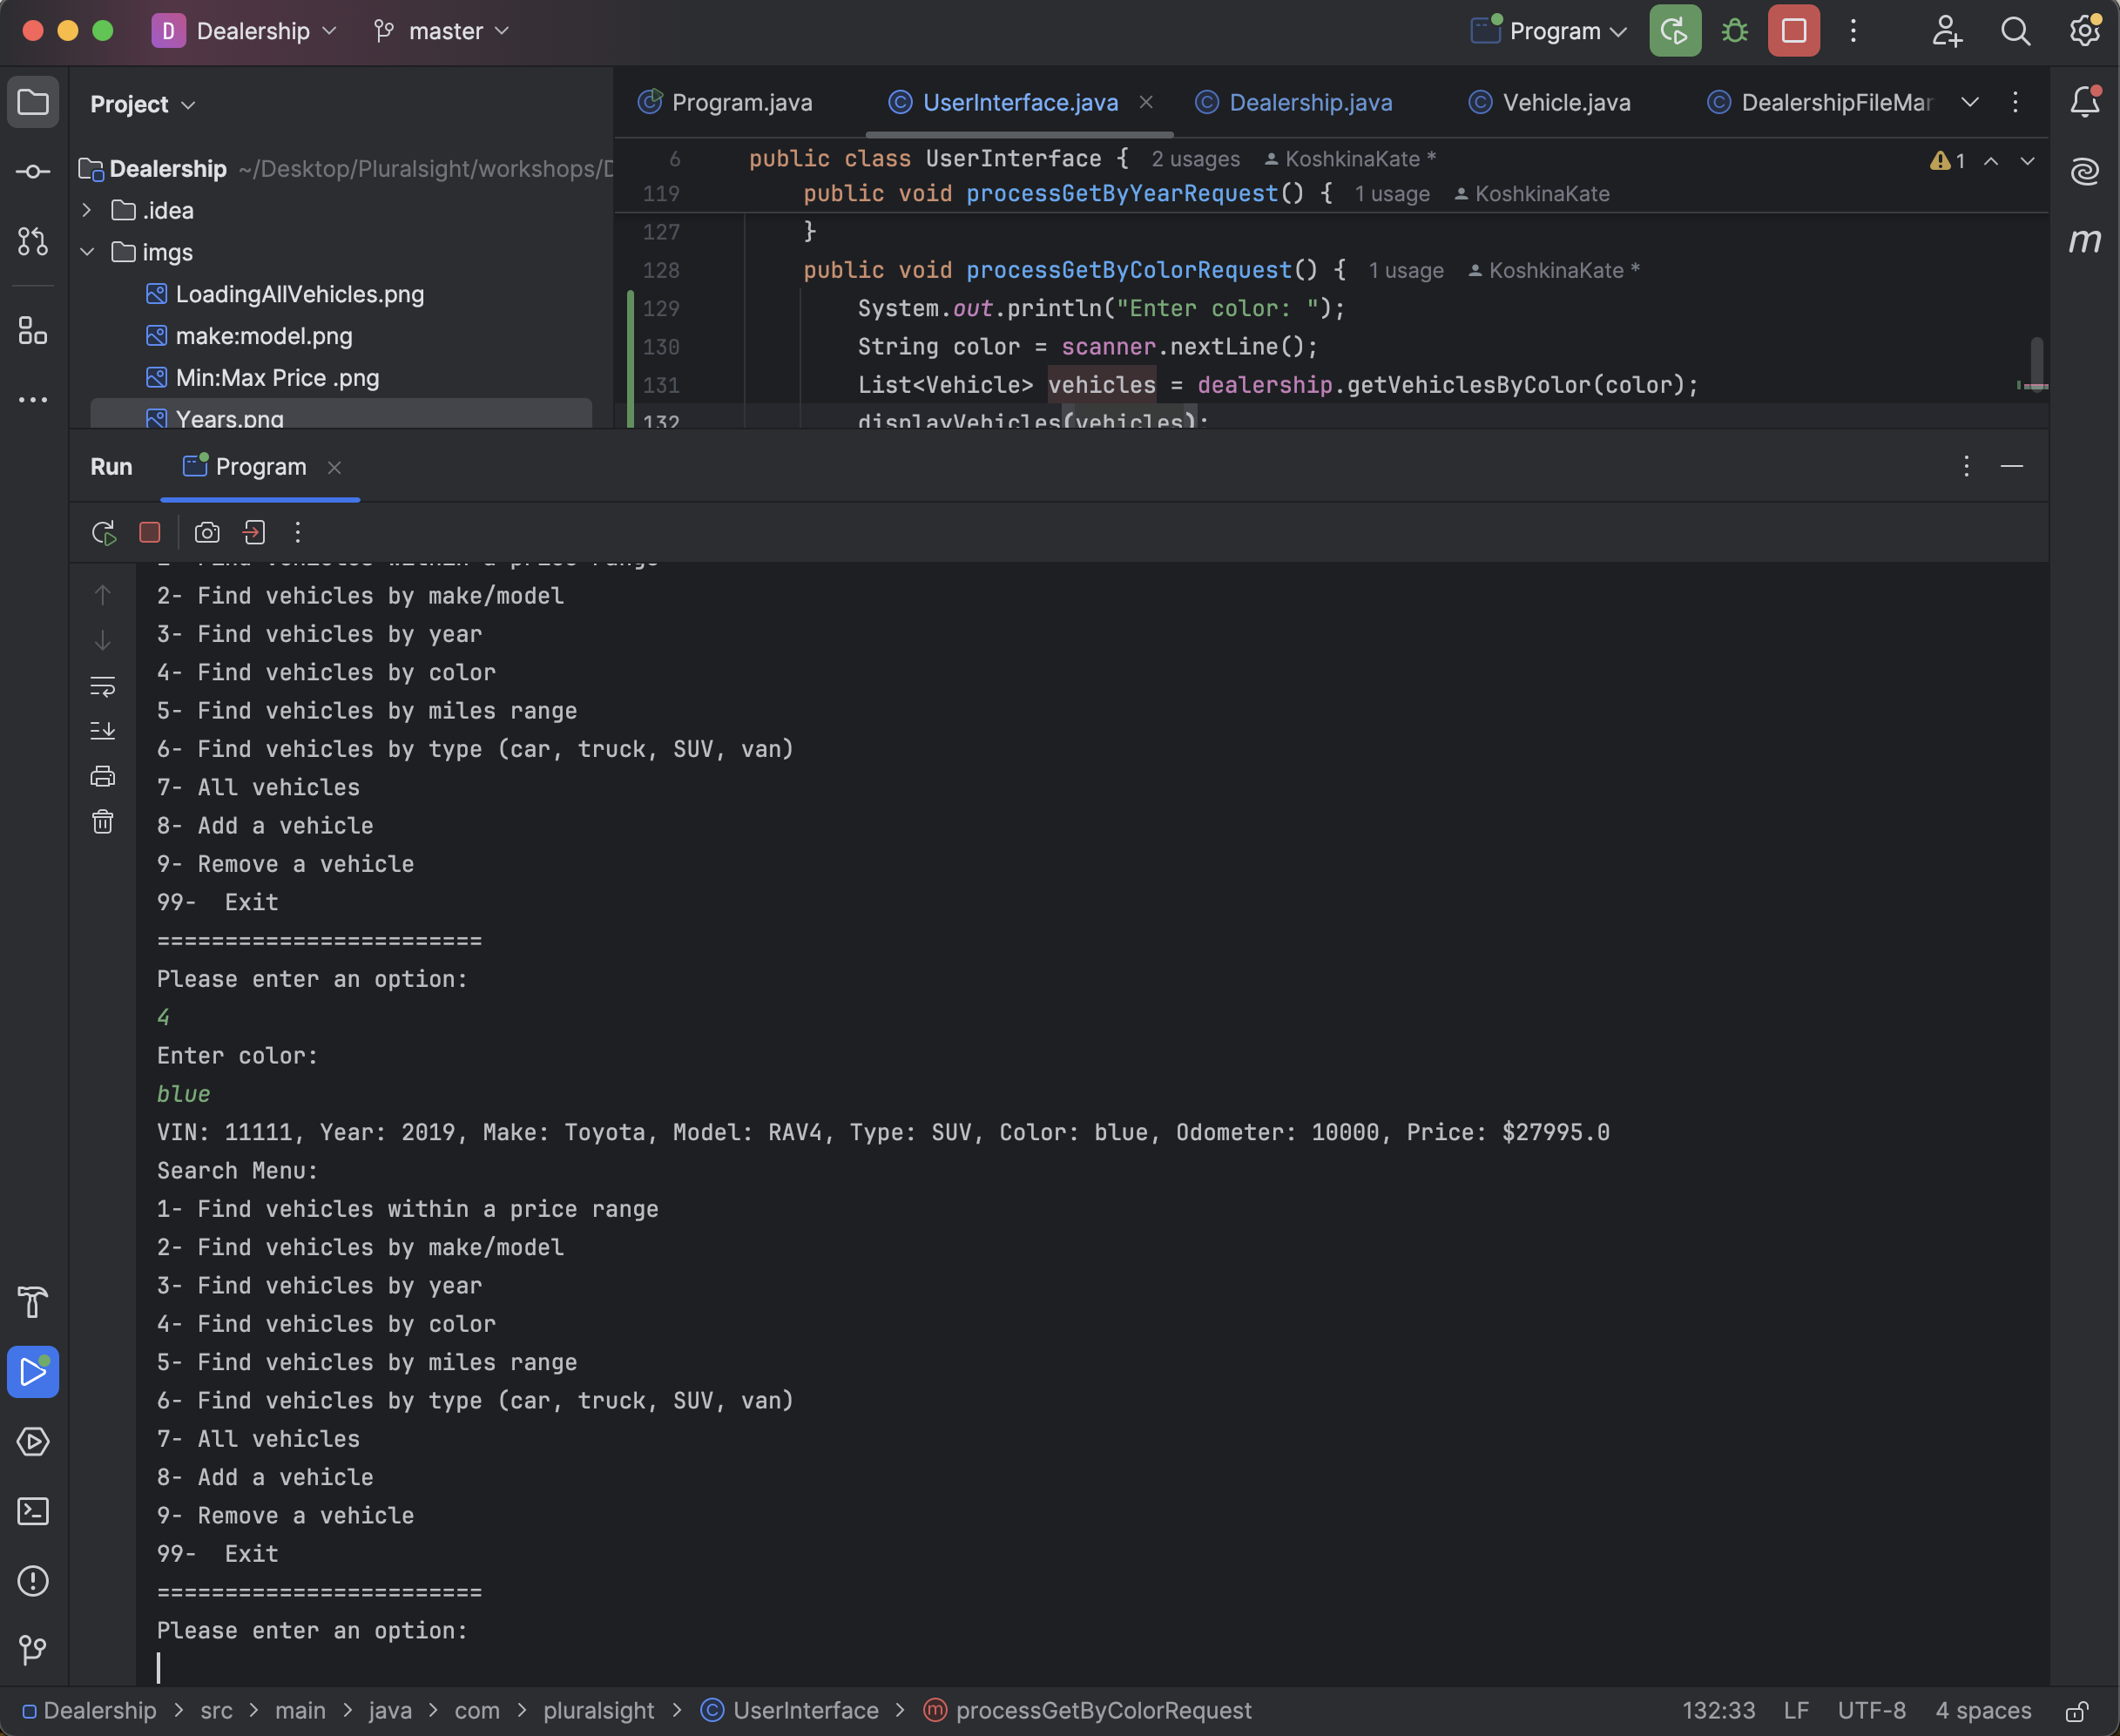 D Dealership master Program
Project
Program.java UserInterface.java Dealership.java Vehicle.java DealershipFileMar
Dealership ~/Desktop/Pluralsight/workshops/D
.idea
imgs
LoadingAllVehicles.png
make:model.png
Min:Max Price .png
Years.png
6 public class UserInterface { 2 usages KoshkinaKate * 1
119 public void processGetByYearRequest() { 1 usage KoshkinaKate
127 }
128 public void processGetByColorRequest() { 1 usage KoshkinaKate *
129 System.out.println("Enter color: ");
130 String color = scanner.nextLine();
131 List<Vehicle> vehicles = dealership.getVehiclesByColor(color);
132 displayVehicles(vehicles);
Run Program
1- Find vehicles within a price range
2- Find vehicles by make/model
3- Find vehicles by year
4- Find vehicles by color
5- Find vehicles by miles range
6- Find vehicles by type (car, truck, SUV, van)
7- All vehicles
8- Add a vehicle
9- Remove a vehicle
99-  Exit
========================
Please enter an option:
4
Enter color:
blue
VIN: 11111, Year: 2019, Make: Toyota, Model: RAV4, Type: SUV, Color: blue, Odometer: 10000, Price: $27995.0
Search Menu:
1- Find vehicles within a price range
2- Find vehicles by make/model
3- Find vehicles by year
4- Find vehicles by color
5- Find vehicles by miles range
6- Find vehicles by type (car, truck, SUV, van)
7- All vehicles
8- Add a vehicle
9- Remove a vehicle
99-  Exit
========================
Please enter an option:
Dealership > src > main > java > com > pluralsight > UserInterface > processGetByColorRequest 132:33 LF UTF-8 4 spaces